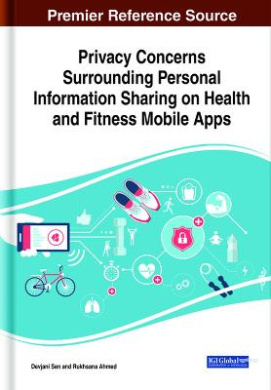 Premier Reference Source
Privacy Concerns
Surrounding Personal
Information Sharing on Health
and Fitness Mobile Apps
Devjani Sen and Rukhsana Ahmed
IGI Global